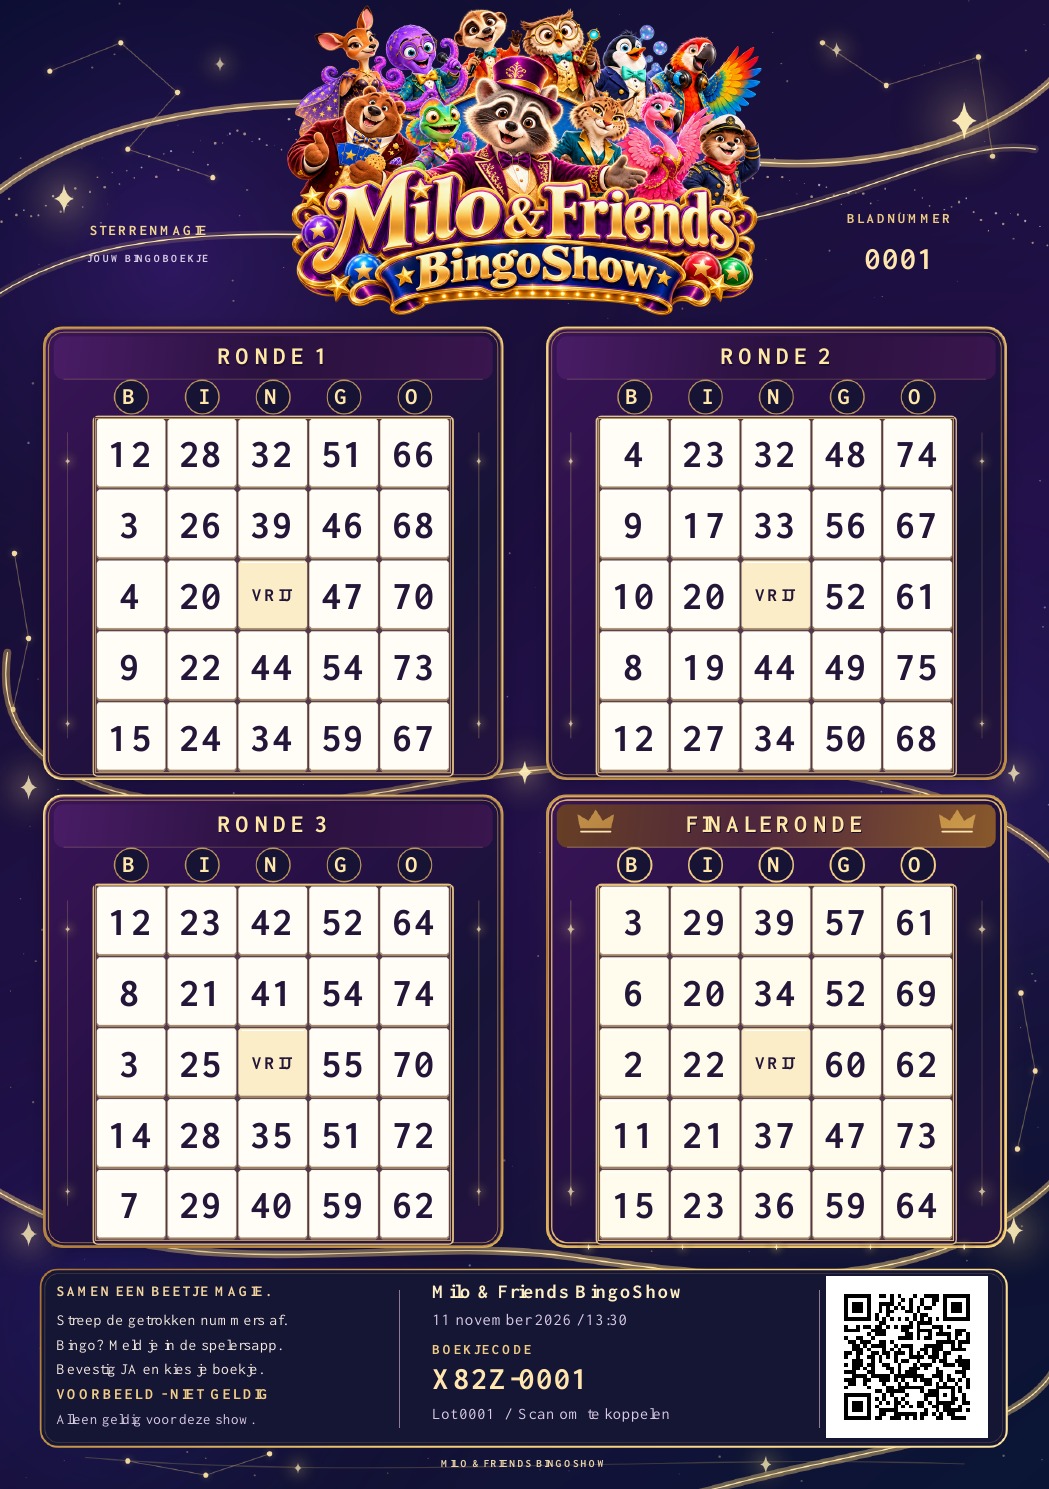 Milo & Friends
BingoShow
STERRENMAGIE
JOUW BINGOBOEKJE
BLADNUMMER
0001
RONDE 1
B I N G O
12 28 32 51 66
3 26 39 46 68
4 20 VRIJ 47 70
9 22 44 54 73
15 24 34 59 67
RONDE 2
B I N G O
4 23 32 48 74
9 17 33 56 67
10 20 VRIJ 52 61
8 19 44 49 75
12 27 34 50 68
RONDE 3
B I N G O
12 23 42 52 64
8 21 41 54 74
3 25 VRIJ 55 70
14 28 35 51 72
7 29 40 59 62
FINALERONDE
B I N G O
3 29 39 57 61
6 20 34 52 69
2 22 VRIJ 60 62
11 21 37 47 73
15 23 36 59 64
SAMEN EEN BEETJE MAGIE.
Streep de getrokken nummers af.
Bingo? Meld je in de spelersapp.
Bevestig JA en kies je boekje.
VOORBEELD - NIET GELDIG
Alleen geldig voor deze show.
Milo & Friends BingoShow
11 november 2026 / 13:30
BOEKJECODE
X82Z-0001
Lot 0001 / Scan om te koppelen
MILO & FRIENDS BINGOSHOW